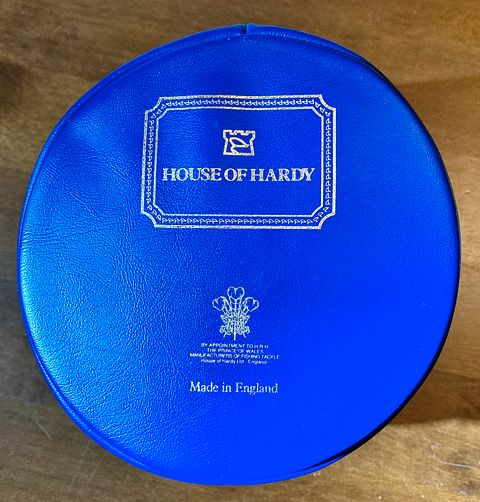 HOUSE OF HARDY
BY APPOINTMENT TO H.R.H.
THE PRINCE OF WALES
MANUFACTURERS OF FISHING TACKLE
House of Hardy Ltd. England
Made in England